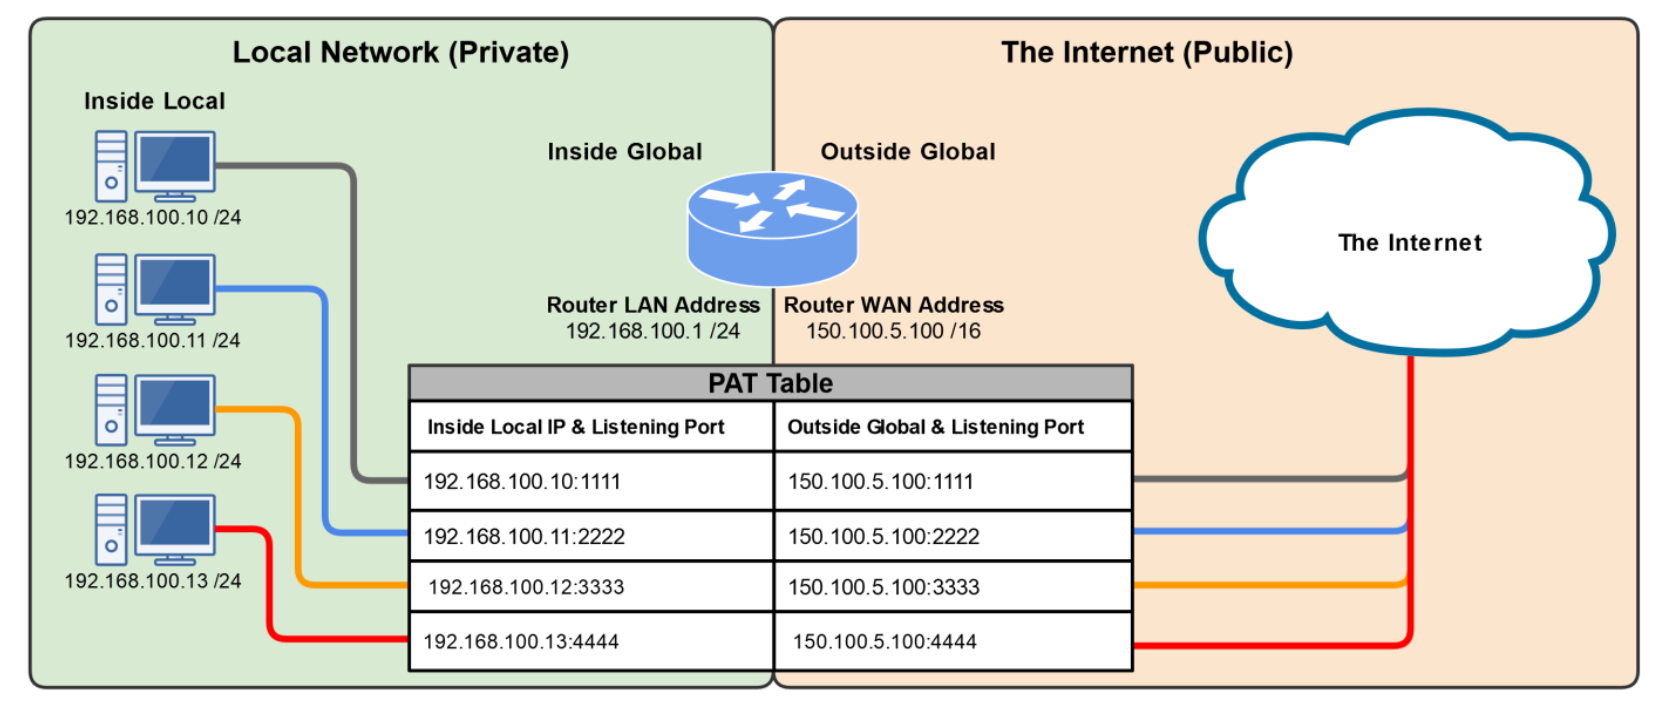 Local Network (Private)
The Internet (Public)
Inside Local
192.168.100.10 /24
192.168.100.11 /24
192.168.100.12 /24
192.168.100.13 /24
Inside Global
Outside Global
Router LAN Address
192.168.100.1 /24
Router WAN Address
150.100.5.100 /16
The Internet
PAT Table
Inside Local IP & Listening Port
Outside Global & Listening Port
192.168.100.10:1111
150.100.5.100:1111
192.168.100.11:2222
150.100.5.100:2222
192.168.100.12:3333
150.100.5.100:3333
192.168.100.13:4444
150.100.5.100:4444